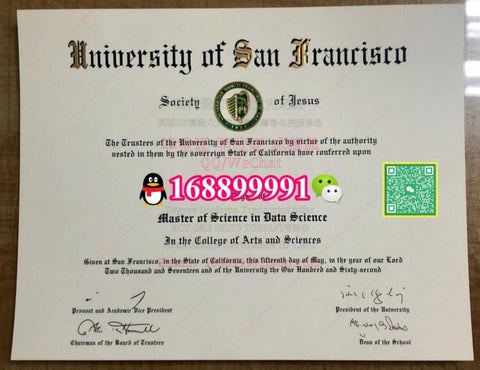 University of San Francisco
Society of Jesus
The Trustees of the University of San Francisco by virtue of the authority
vested in them by the sovereign State of California have conferred upon
QQ/WeChat
168899991
Master of Science in Data Science
In the College of Arts and Sciences
Given at San Francisco, in the State of California, this fifteenth day of May, in the year of our Lord
Two Thousand and Seventeen and of the University the One Hundred and Sixty-second
Provost and Academic Vice President
President of the University
Chairman of the Board of Trustees
Dean of the School